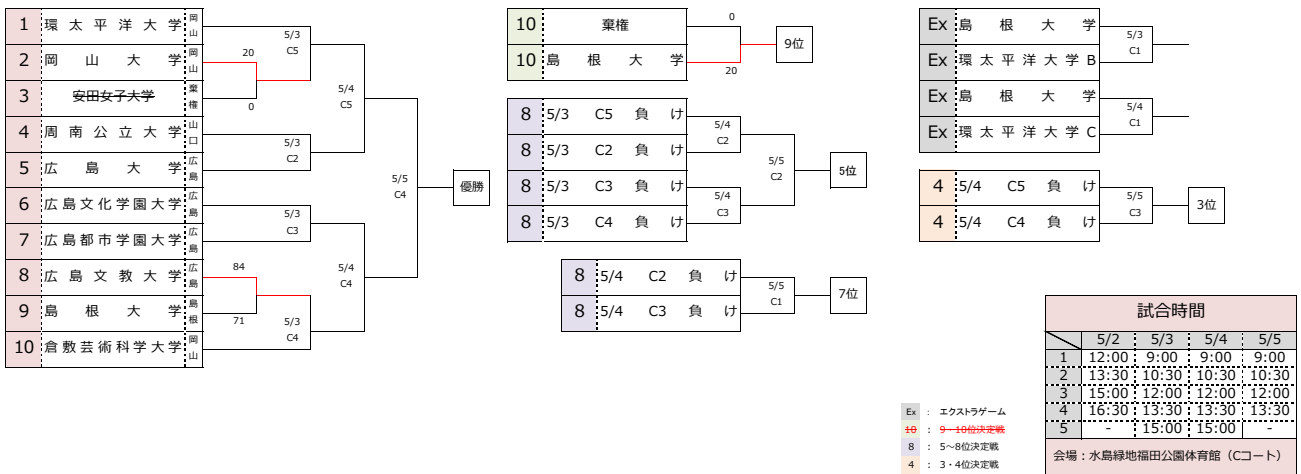 1 環太平洋大学 岡山
2 岡山大学 岡山
3 安田女子大学 棄権
4 周南公立大学 山口
5 広島大学 広島
6 広島文化学園大学 広島
7 広島都市学園大学 広島
8 広島文教大学 広島
9 島根大学 島根
10 倉敷芸術科学大学 岡山
20
0
84
71
5/3
C5
5/3
C2
5/3
C3
5/3
C4
5/4
C5
5/4
C4
5/5
C4
優勝
10 棄権
10 島根大学
0
20
9位
8 5/3 C5 負け
8 5/3 C2 負け
8 5/3 C3 負け
8 5/3 C4 負け
5/4
C2
5/4
C3
5/5
C2
5位
8 5/4 C2 負け
8 5/4 C3 負け
5/5
C1
7位
Ex 島根大学
Ex 環太平洋大学B
Ex 島根大学
Ex 環太平洋大学C
5/3
C1
5/4
C1
4 5/4 C5 負け
4 5/4 C4 負け
5/5
C3
3位
Ex : エクストラゲーム
10 : 9・10位決定戦
8 : 5~8位決定戦
4 : 3・4位決定戦
試合時間
5/2 5/3 5/4 5/5
1 12:00 9:00 9:00 9:00
2 13:30 10:30 10:30 10:30
3 15:00 12:00 12:00 12:00
4 16:30 13:30 13:30 13:30
5 - 15:00 15:00 -
会場:水島緑地福田公園体育館(Cコート)